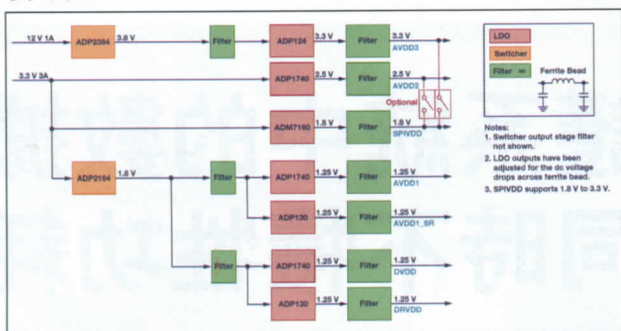 12 V 1A
ADP2384
3.8 V
Filter
ADP124
3.3 V
Filter
3.3 V
AVDD3
3.3 V 3A
ADP1740
2.5 V
Filter
2.5 V
AVDD2
Optional
ADM7160
1.8 V
Filter
1.8 V
SPIVDD
ADP2164
1.8 V
Filter
ADP1740
1.25 V
Filter
1.25 V
AVDD1
ADP130
1.25 V
Filter
1.25 V
AVDD1_SR
Filter
ADP1740
1.25 V
Filter
1.25 V
DVDD
ADP130
1.25 V
Filter
1.25 V
DRVDD
LDO
Switcher
Filter =
Ferrite Bead
Notes:
1. Switcher output stage filter
not shown.
2. LDO outputs have been
adjusted for the dc voltage
drops across ferrite bead.
3. SPIVDD supports 1.8 V to 3.3 V.